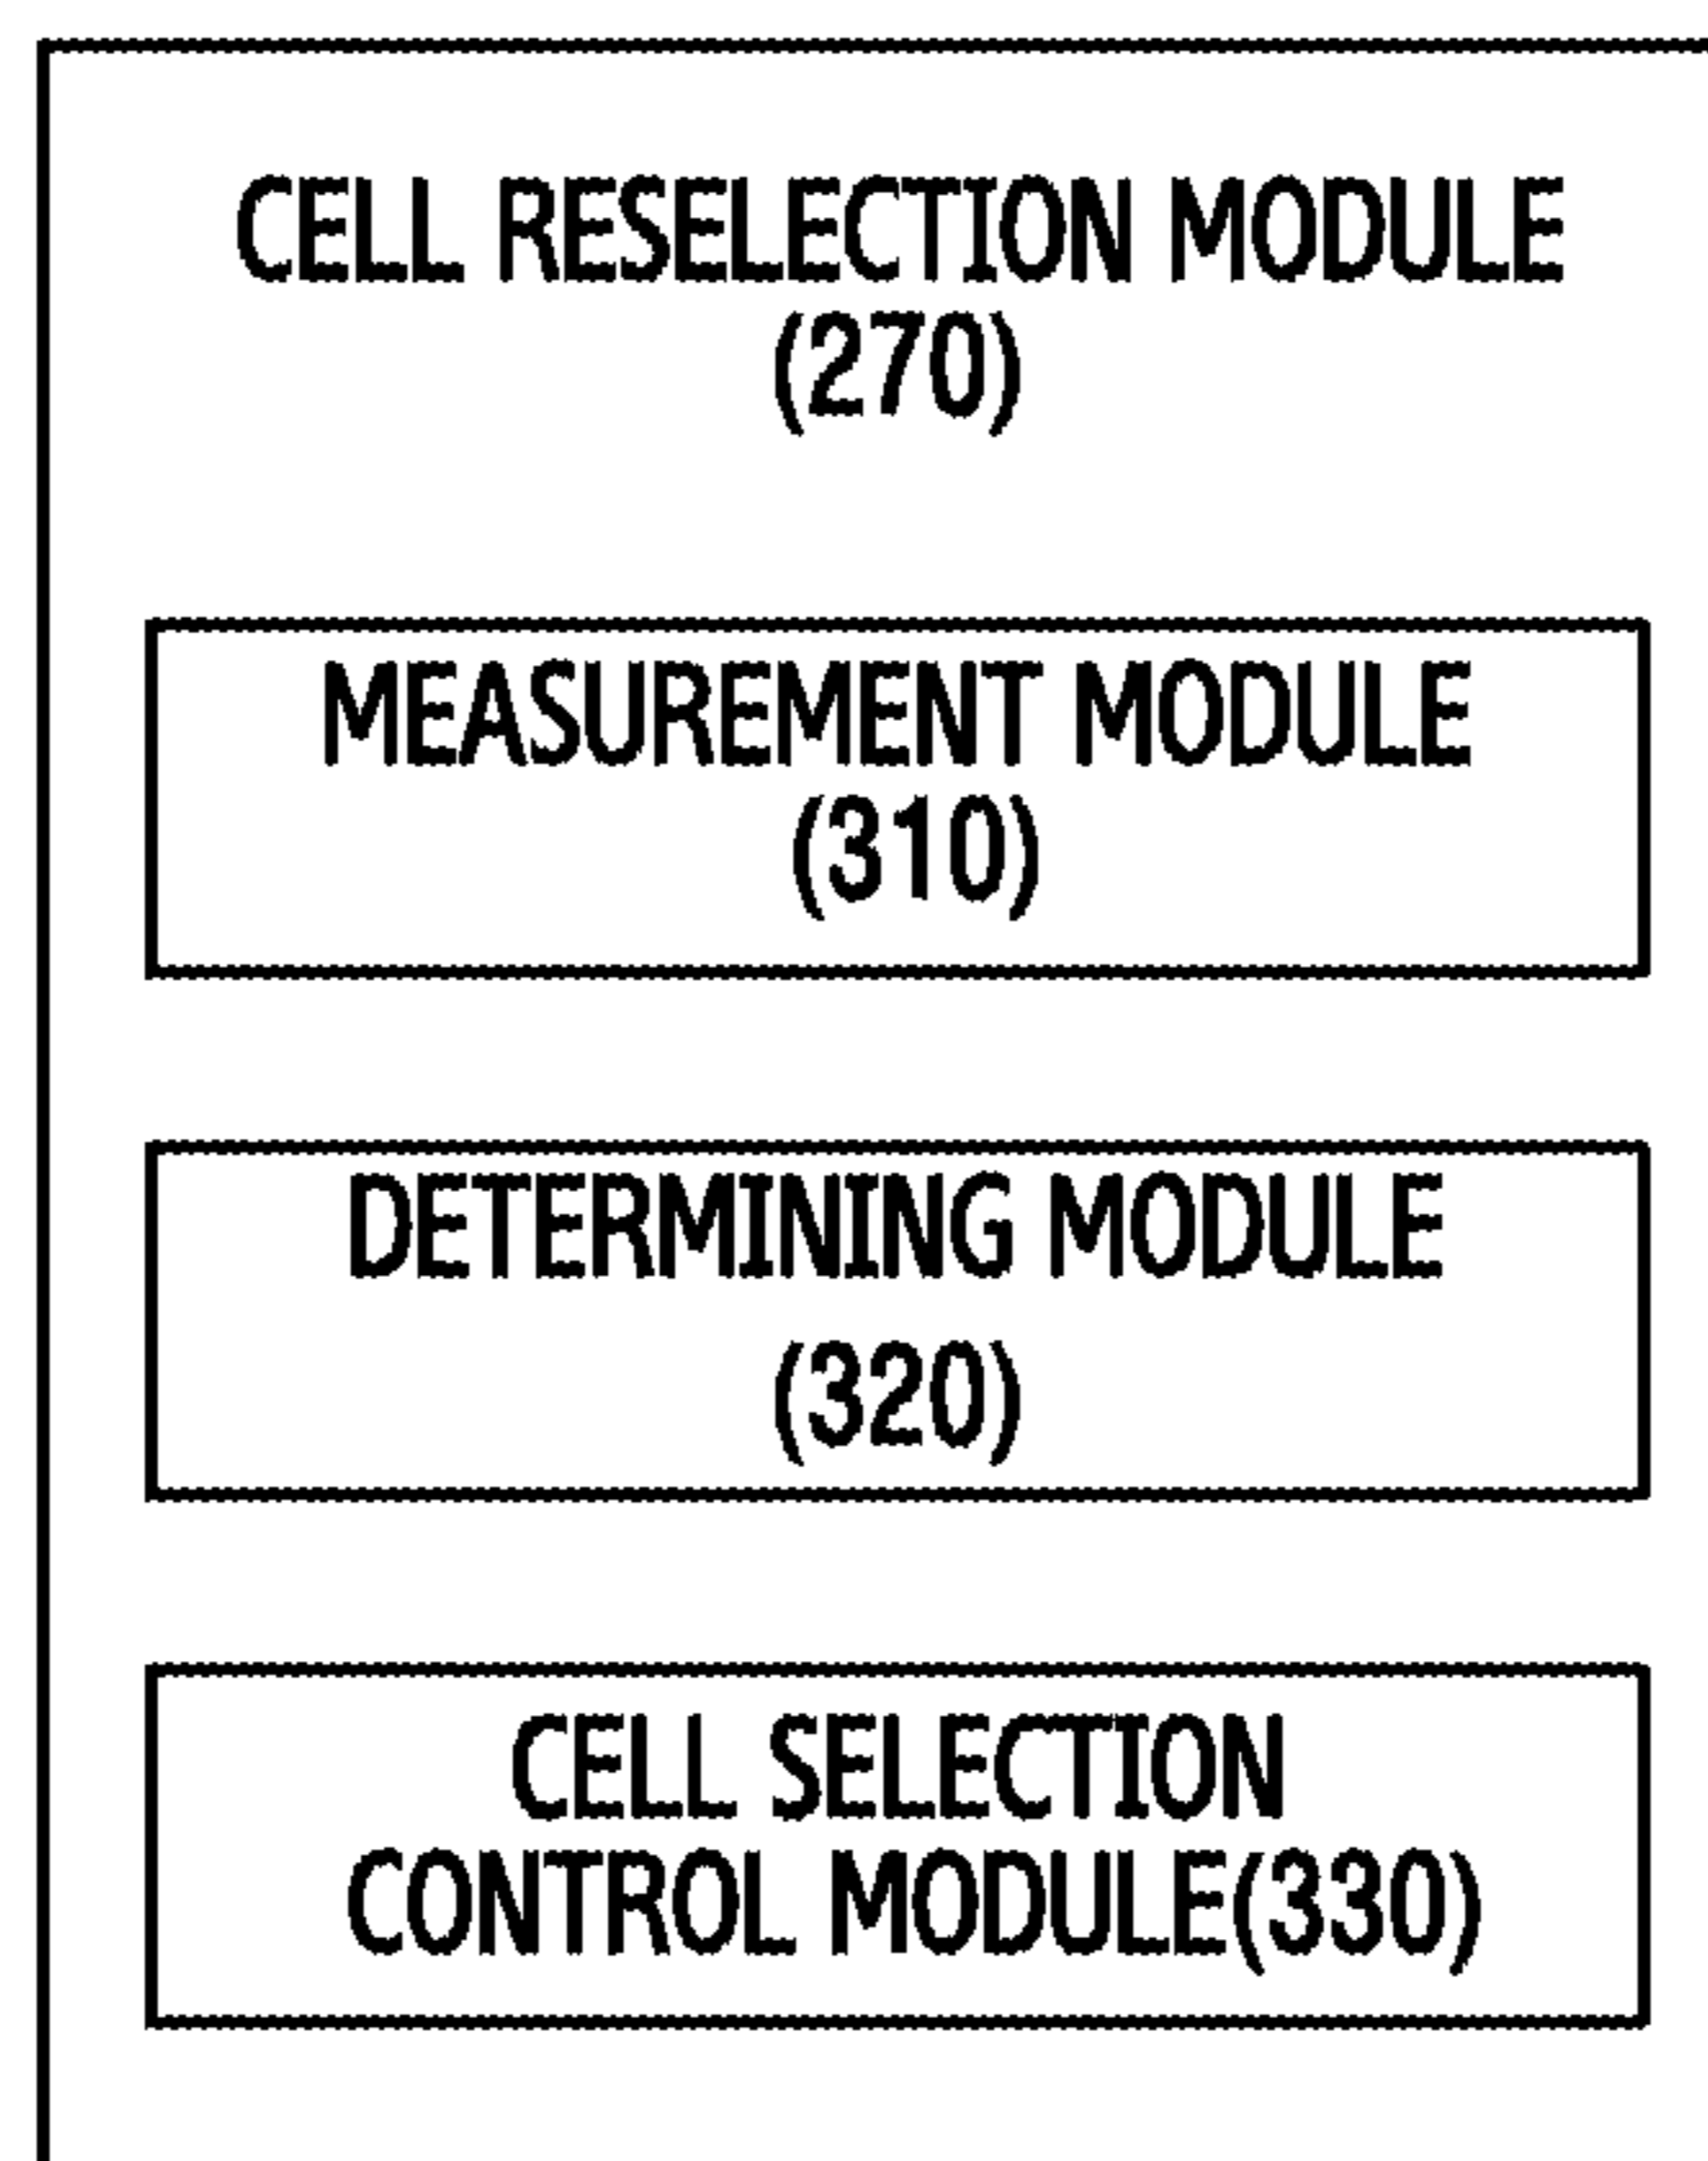 CELL RESELECTION MODULE
(270)
MEASUREMENT MODULE
(310)
DETERMINING MODULE
(320)
CELL SELECTION
CONTROL MODULE(330)